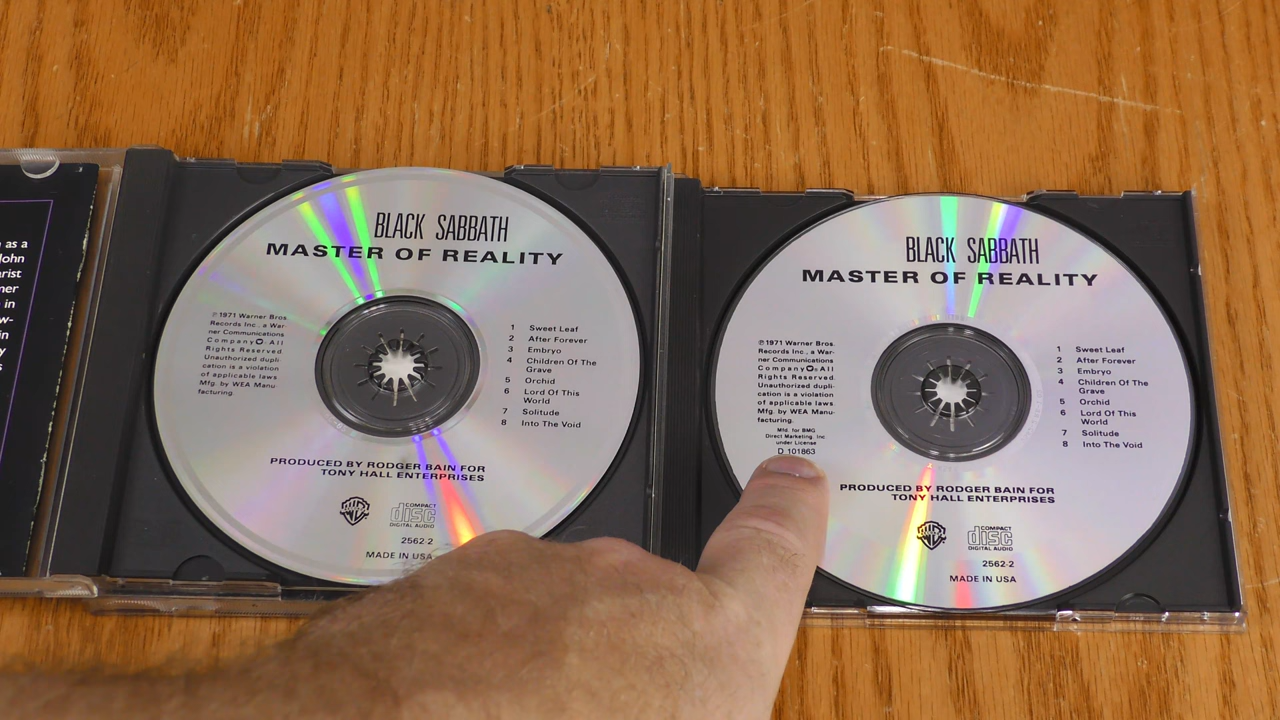 n as a
John
arist
mer
in
w-
in
y
s
BLACK SABBATH
MASTER OF REALITY
℗1971 Warner Bros.
Records Inc., a War-
ner Communications
Company All
Rights Reserved
Unauthorized dupli-
cation is a violation
of applicable laws
Mfg. by WEA Manu
facturing.
1 Sweet Leaf
2 After Forever
3 Embryo
4 Children Of The
Grave
5 Orchid
6 Lord Of This
World
7 Solitude
8 Into The Void
PRODUCED BY RODGER BAIN FOR
TONY HALL ENTERPRISES
WB
COMPACT
disc
DIGITAL AUDIO
2562-2
MADE IN USA
BLACK SABBATH
MASTER OF REALITY
℗1971 Warner Bros.
Records Inc., a War-
ner Communications
Company All
Rights Reserved.
Unauthorized dupli-
cation is a violation
of applicable laws.
Mfg. by WEA Manu-
facturing.
Mfd. for BMG
Direct Marketing, Inc.
under License
D 101863
1 Sweet Leaf
2 After Forever
3 Embryo
4 Children Of The
Grave
5 Orchid
6 Lord Of This
World
7 Solitude
8 Into The Void
PRODUCED BY RODGER BAIN FOR
TONY HALL ENTERPRISES
WB
COMPACT
disc
DIGITAL AUDIO
2562-2
MADE IN USA